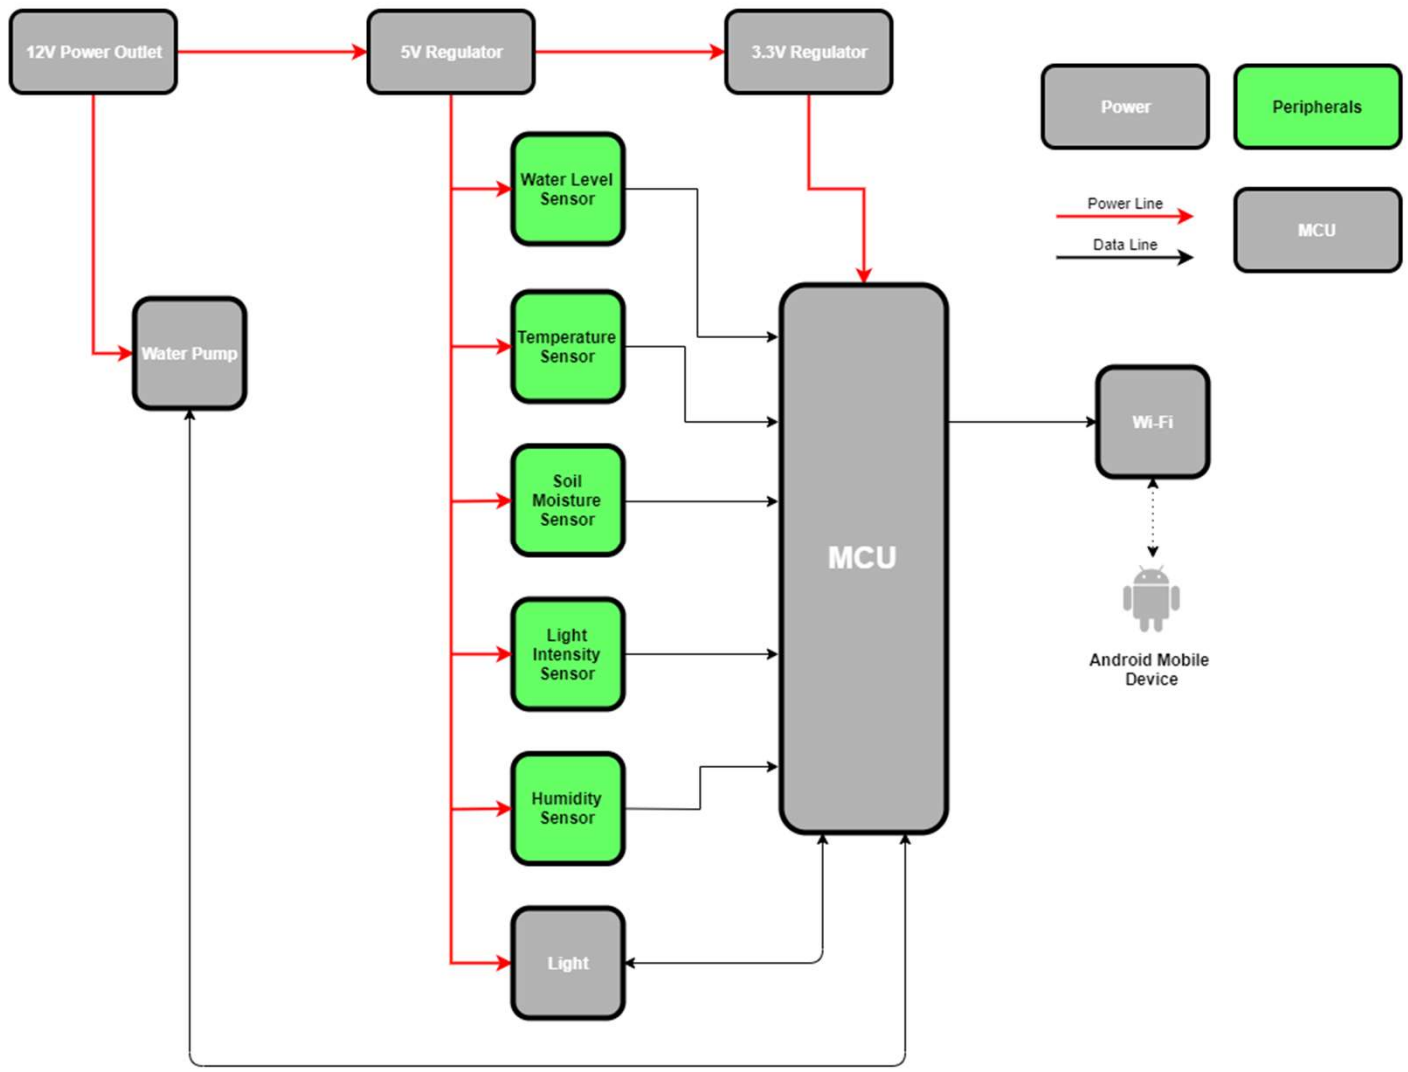 12V Power Outlet
5V Regulator
3.3V Regulator
Power
Peripherals
Power Line
Data Line
MCU
Water Level
Sensor
Temperature
Sensor
Water Pump
Soil
Moisture
Sensor
Light
Intensity
Sensor
Humidity
Sensor
Light
MCU
Wi-Fi
Android Mobile
Device